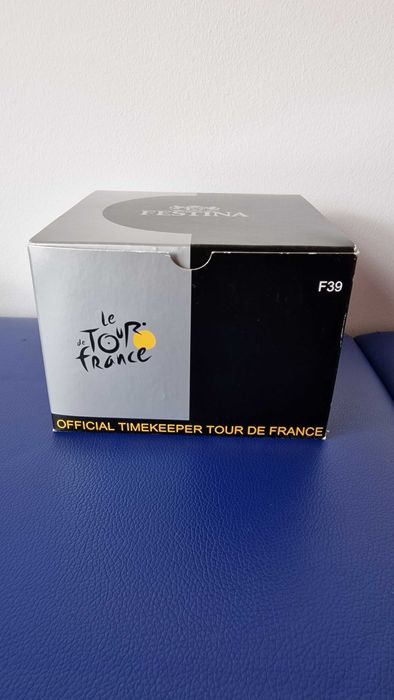 FESTINA
F39
Le
TOUR
de
france
OFFICIAL TIMEKEEPER TOUR DE FRANCE